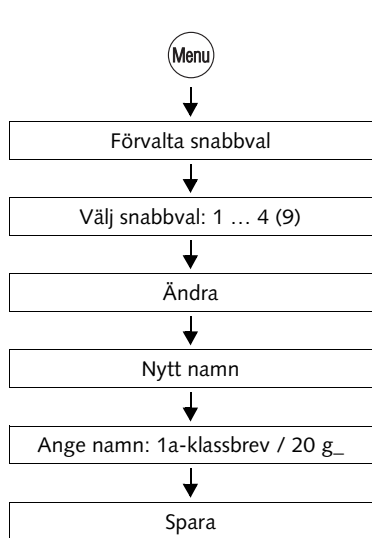 Menu
Förvalta snabbval
Välj snabbval: 1 … 4 (9)
Ändra
Nytt namn
Ange namn: 1a-klassbrev / 20 g_
Spara